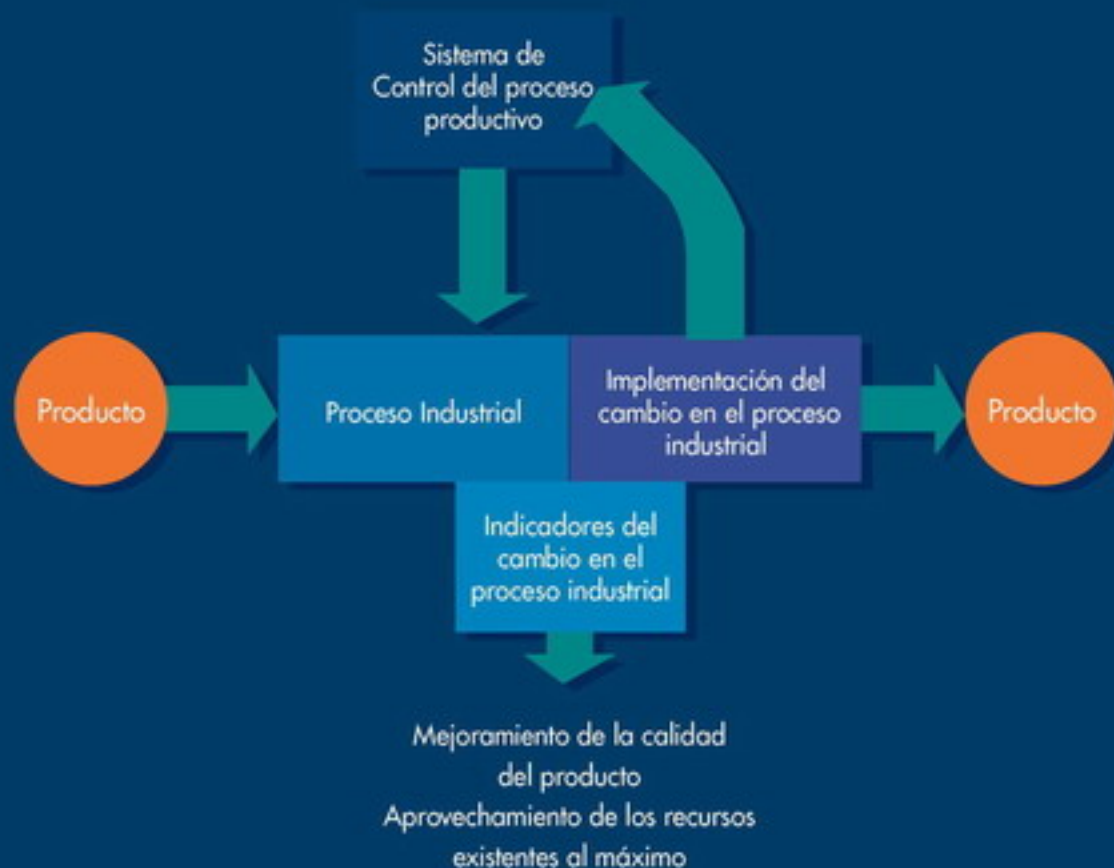 Sistema de
Control del proceso
productivo
Producto
Proceso Industrial
Implementación del
cambio en el proceso
industrial
Producto
Indicadores del
cambio en el
proceso industrial
Mejoramiento de la calidad
del producto
Aprovechamiento de los recursos
existentes al máximo